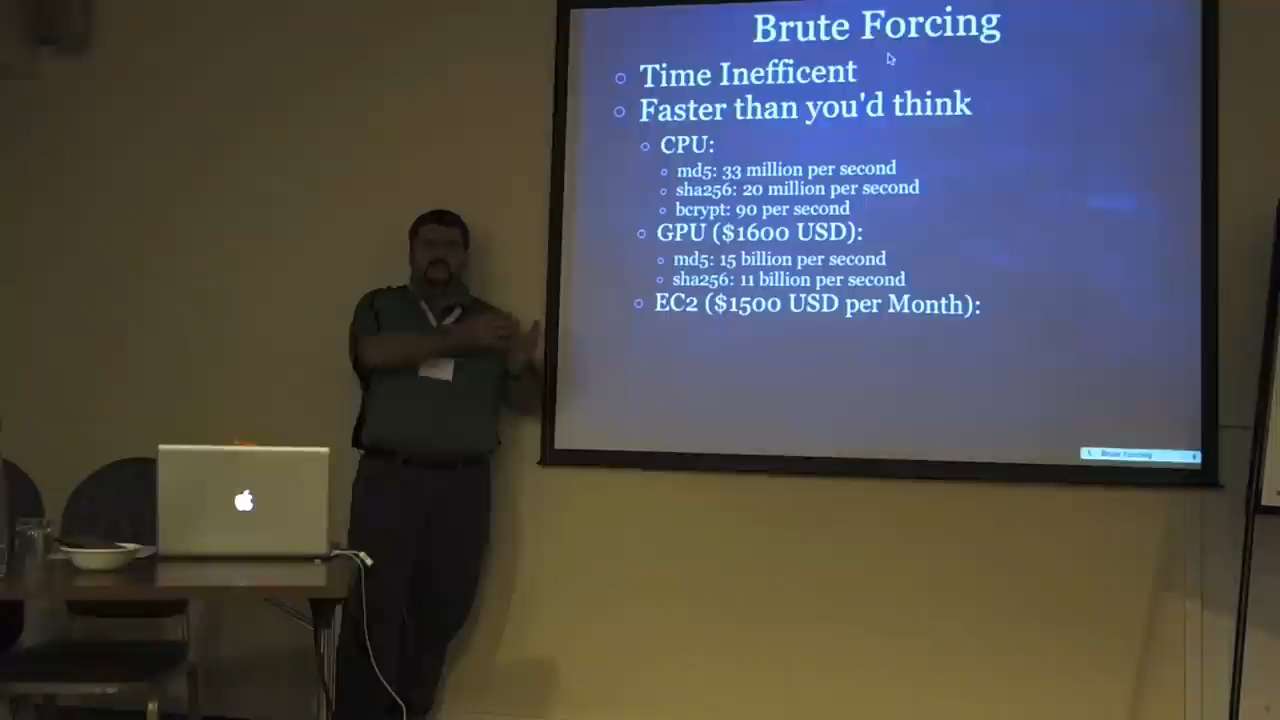 Brute Forcing
Time Inefficent
Faster than you'd think
CPU:
md5: 33 million per second
sha256: 20 million per second
bcrypt: 90 per second
GPU ($1600 USD):
md5: 15 billion per second
sha256: 11 billion per second
EC2 ($1500 USD per Month):
Brute Forcing